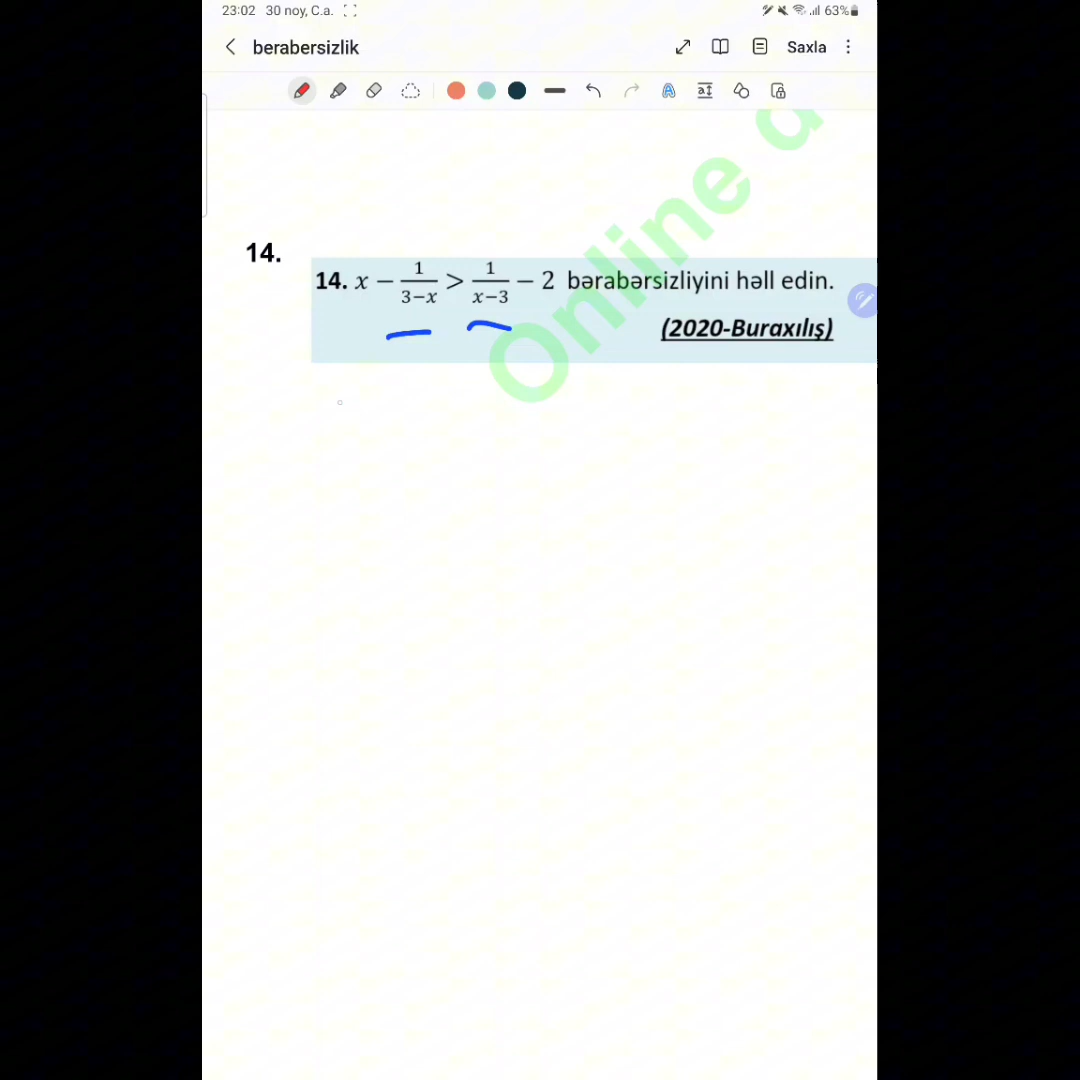 23:02 30 noy, C.a. 63%
berabersizlik Saxla
14.
14. x − 1/(3−x) > 1/(x−3) − 2 bərabərsizliyini həll edin.
(2020-Buraxılış)
Online d